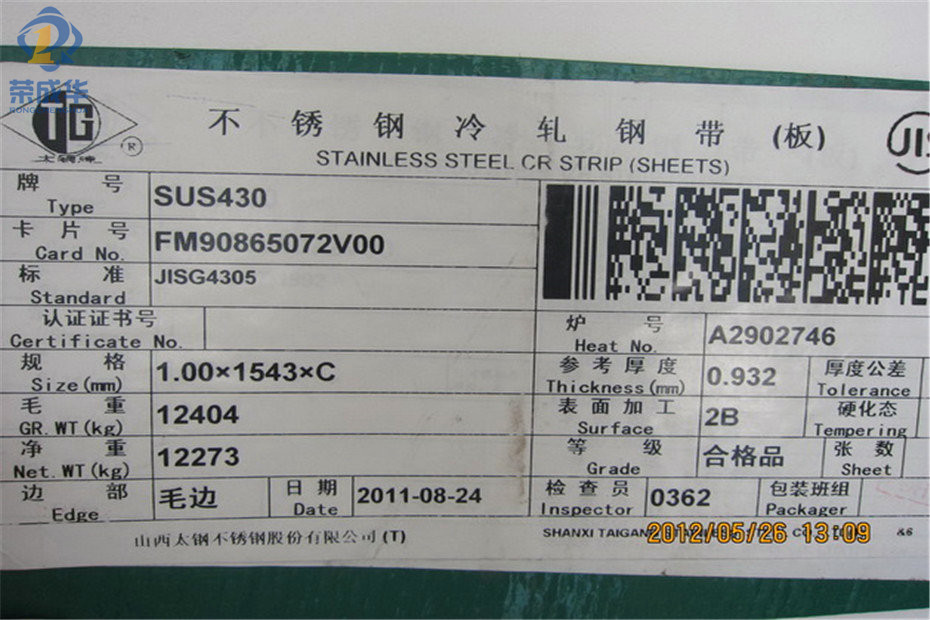 荣成华
TG
太钢牌
®
不锈钢冷轧钢带(板)
STAINLESS STEEL CR STRIP (SHEETS)
JIS
牌号 SUS430
Type
卡片号 FM90865072V00
Card No.
标准 JISG4305
Standard
认证证书号
Certificate No.
炉号 A2902746
Heat No.
规格 1.00×1543×C
Size(mm)
参考厚度 0.932 厚度公差
Thickness(mm) Tolerance
毛重 12404
GR.WT(kg)
表面加工 2B 硬化态
Surface Tempering
净重 12273
Net.WT(kg)
等级 合格品 张数
Grade Sheet
边部 毛边 日期 2011-08-24
Edge Date
检查员 0362 包装班组
Inspector Packager
山西太钢不锈钢股份有限公司(T)
SHANXI TAIGANG
2012/05/26 13:09